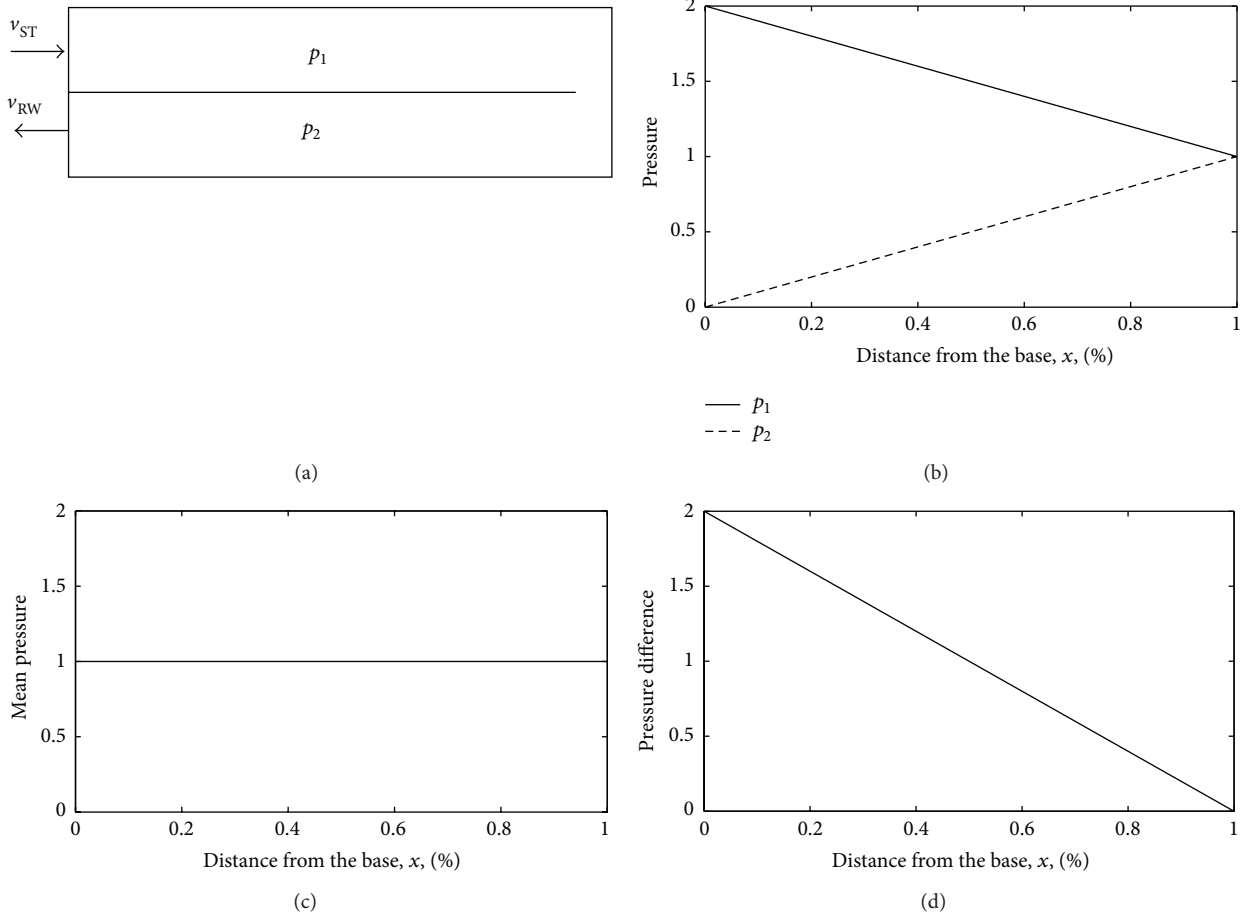 v_ST
p_1
v_RW
p_2
(a)
2
1.5
1
0.5
0
Pressure
0 0.2 0.4 0.6 0.8 1
Distance from the base, x, (%)
p_1
p_2
(b)
2
1.5
1
0.5
0
Mean pressure
0 0.2 0.4 0.6 0.8 1
Distance from the base, x, (%)
(c)
2
1.5
1
0.5
0
Pressure difference
0 0.2 0.4 0.6 0.8 1
Distance from the base, x, (%)
(d)